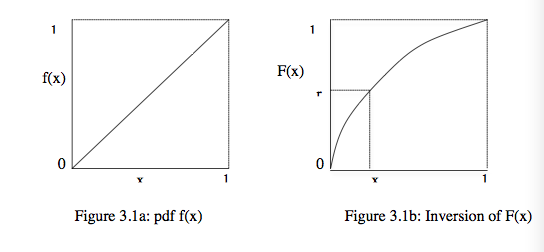 1
f(x)
0
x
1
Figure 3.1a: pdf f(x)
1
F(x)
r
0
x
1
Figure 3.1b: Inversion of F(x)